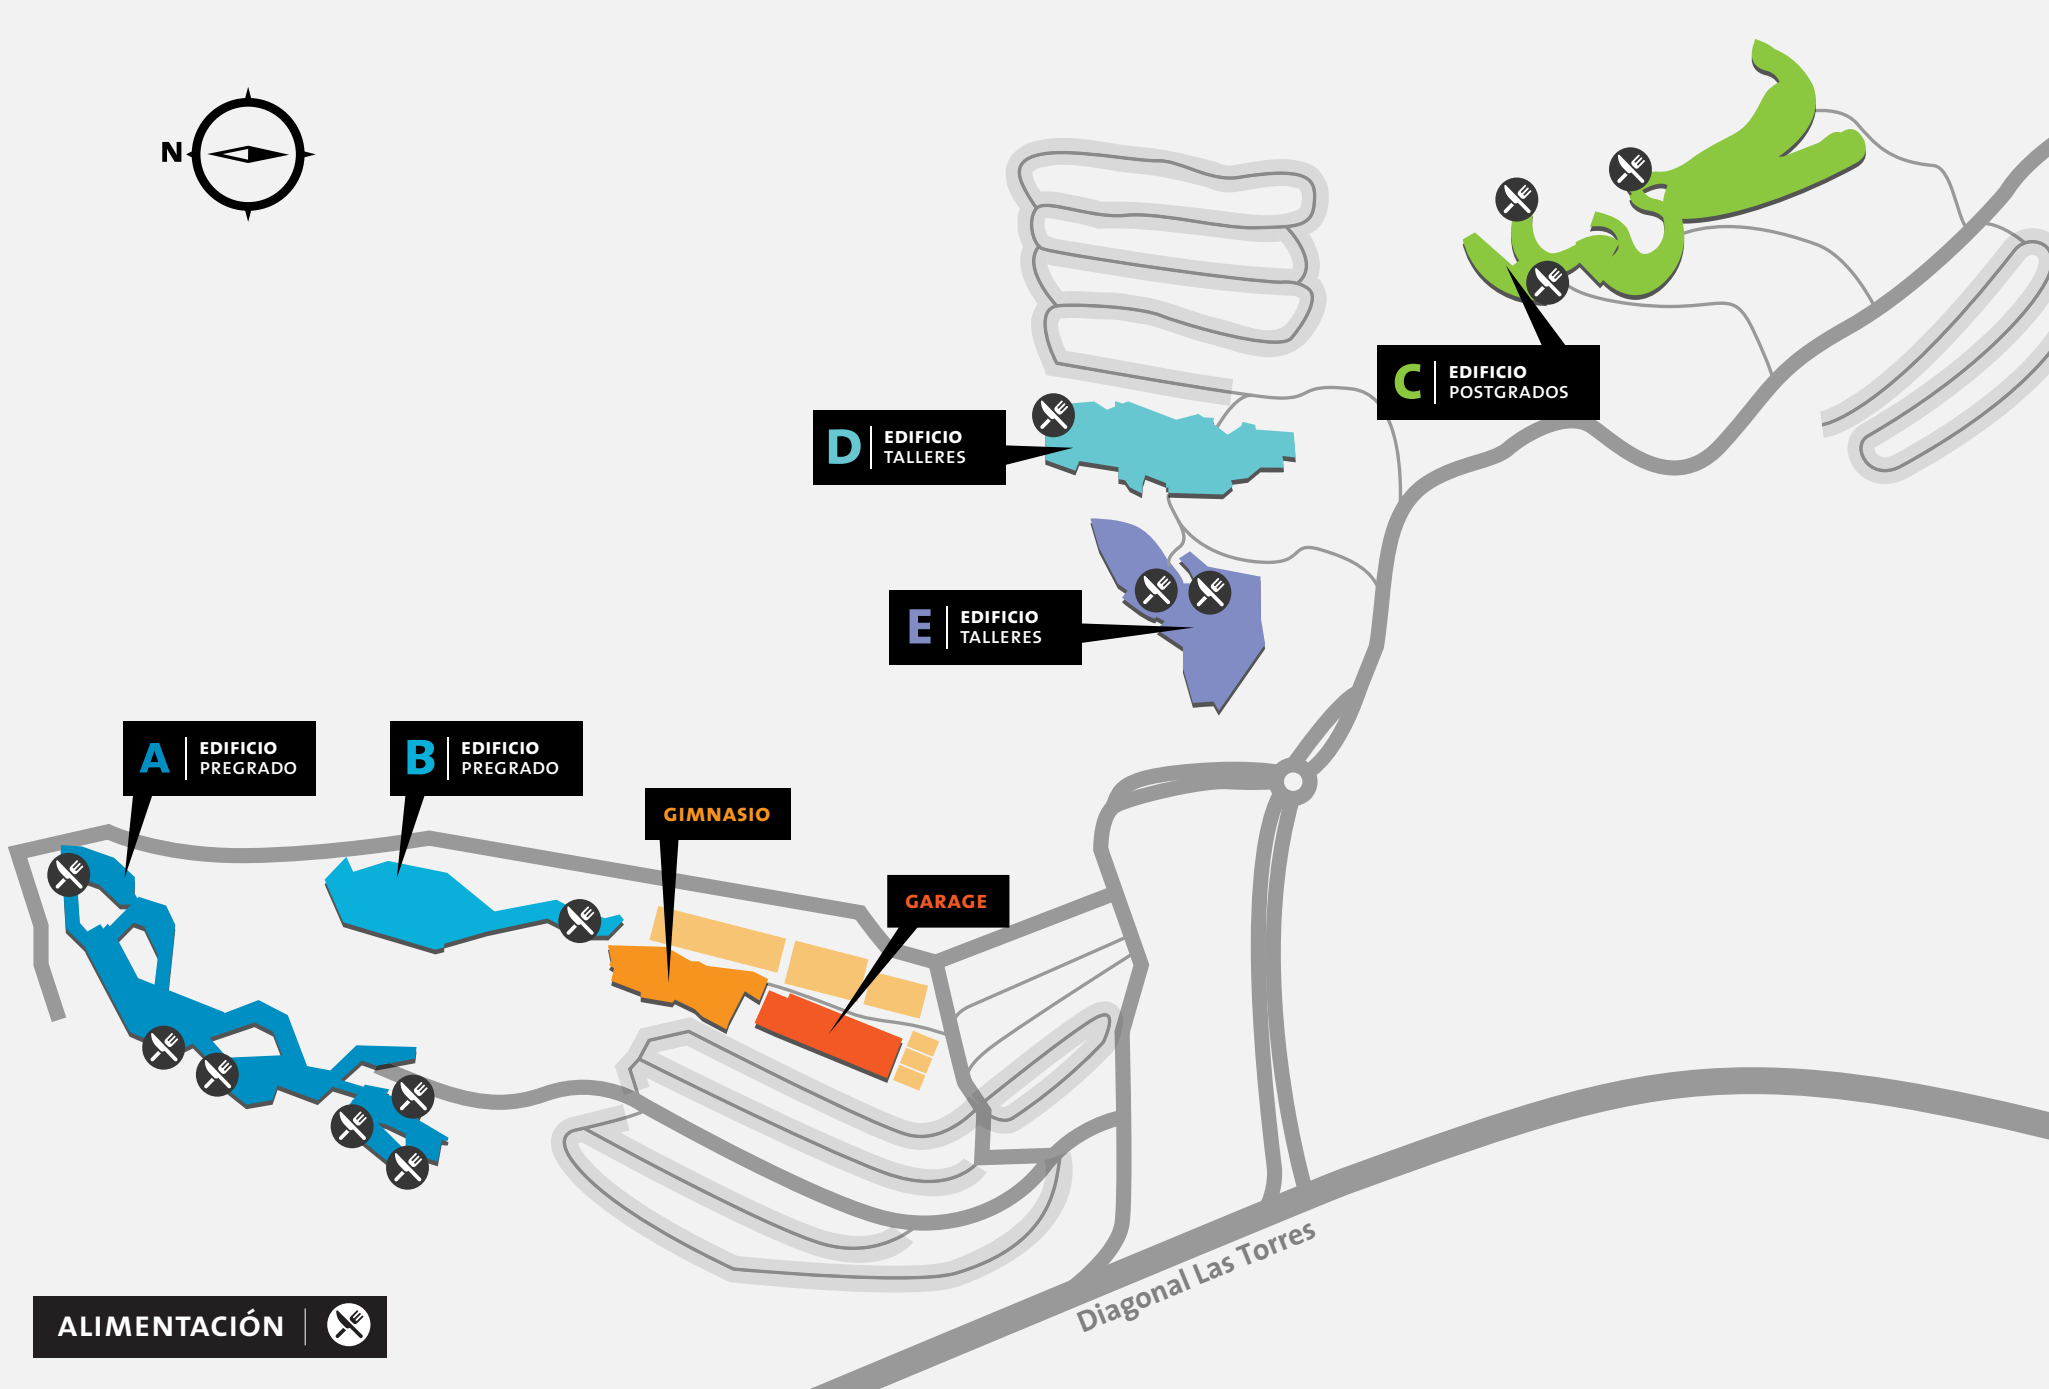 N
C EDIFICIO
POSTGRADOS
D EDIFICIO
TALLERES
E EDIFICIO
TALLERES
A EDIFICIO
PREGRADO
B EDIFICIO
PREGRADO
GIMNASIO
GARAGE
Diagonal Las Torres
ALIMENTACIÓN